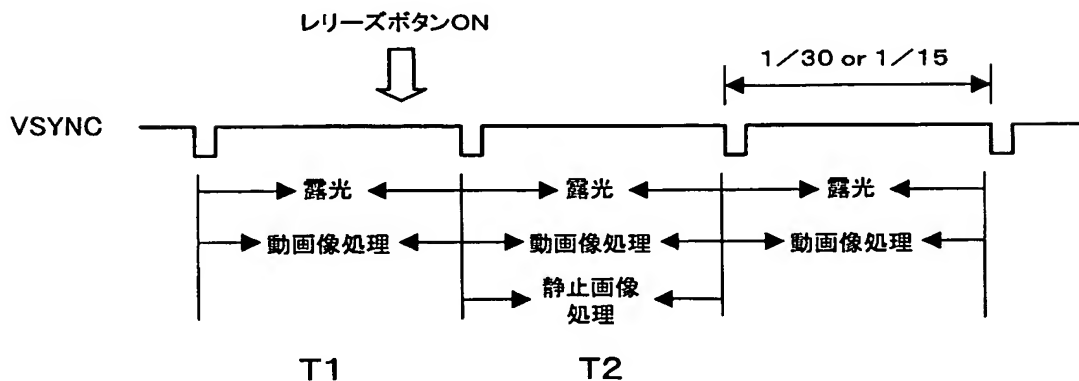 レリーズボタンON
1/30 or 1/15
VSYNC
露光 露光 露光
動画像処理 動画像処理 動画像処理
静止画像
処理
T1 T2